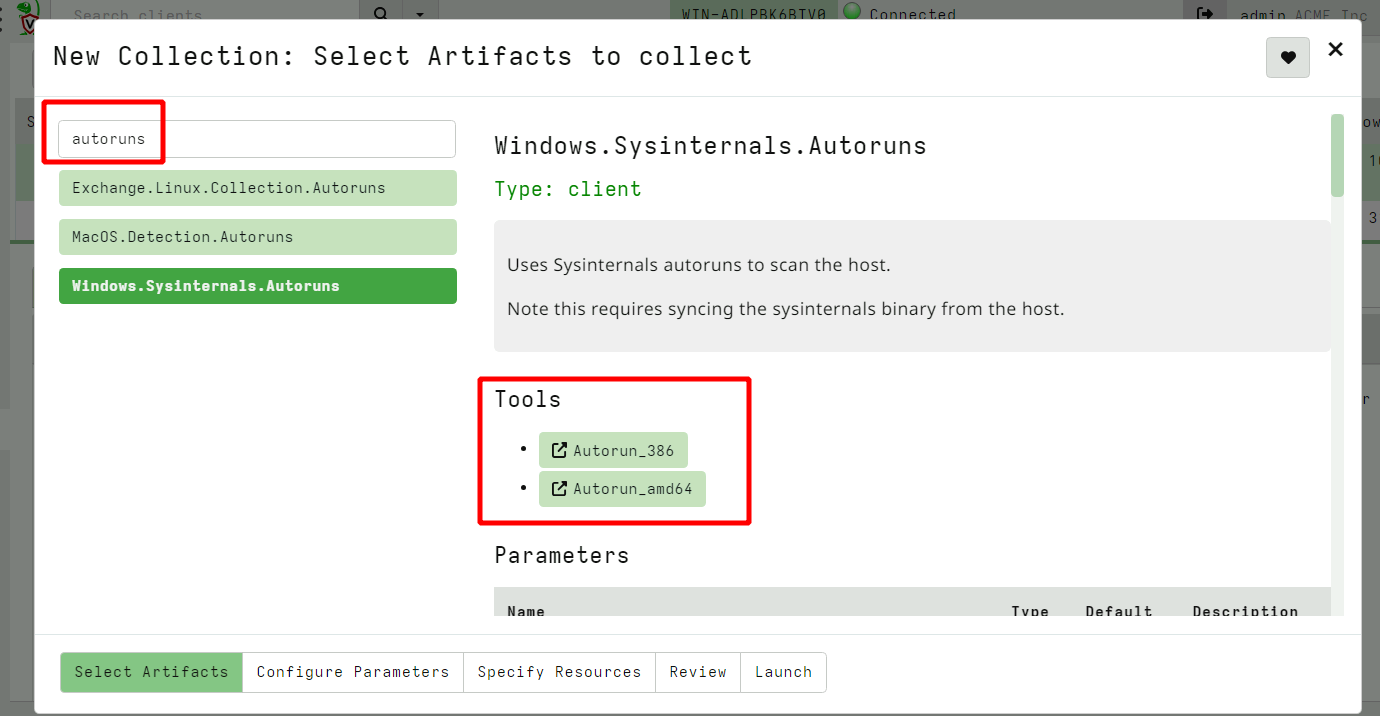 Search clients
WIN-ADLPBK6BTV0
Connected
admin ACME Inc
New Collection: Select Artifacts to collect
autoruns
Exchange.Linux.Collection.Autoruns
MacOS.Detection.Autoruns
Windows.Sysinternals.Autoruns
Windows.Sysinternals.Autoruns
Type: client
Uses Sysinternals autoruns to scan the host.
Note this requires syncing the sysinternals binary from the host.
Tools
Autorun_386
Autorun_amd64
Parameters
Name Type Default Description
Select Artifacts Configure Parameters Specify Resources Review Launch